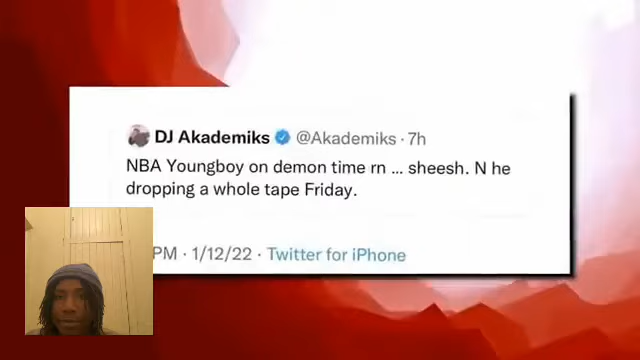 DJ Akademiks @Akademiks · 7h
NBA Youngboy on demon time rn ... sheesh. N he
dropping a whole tape Friday.
PM · 1/12/22 · Twitter for iPhone